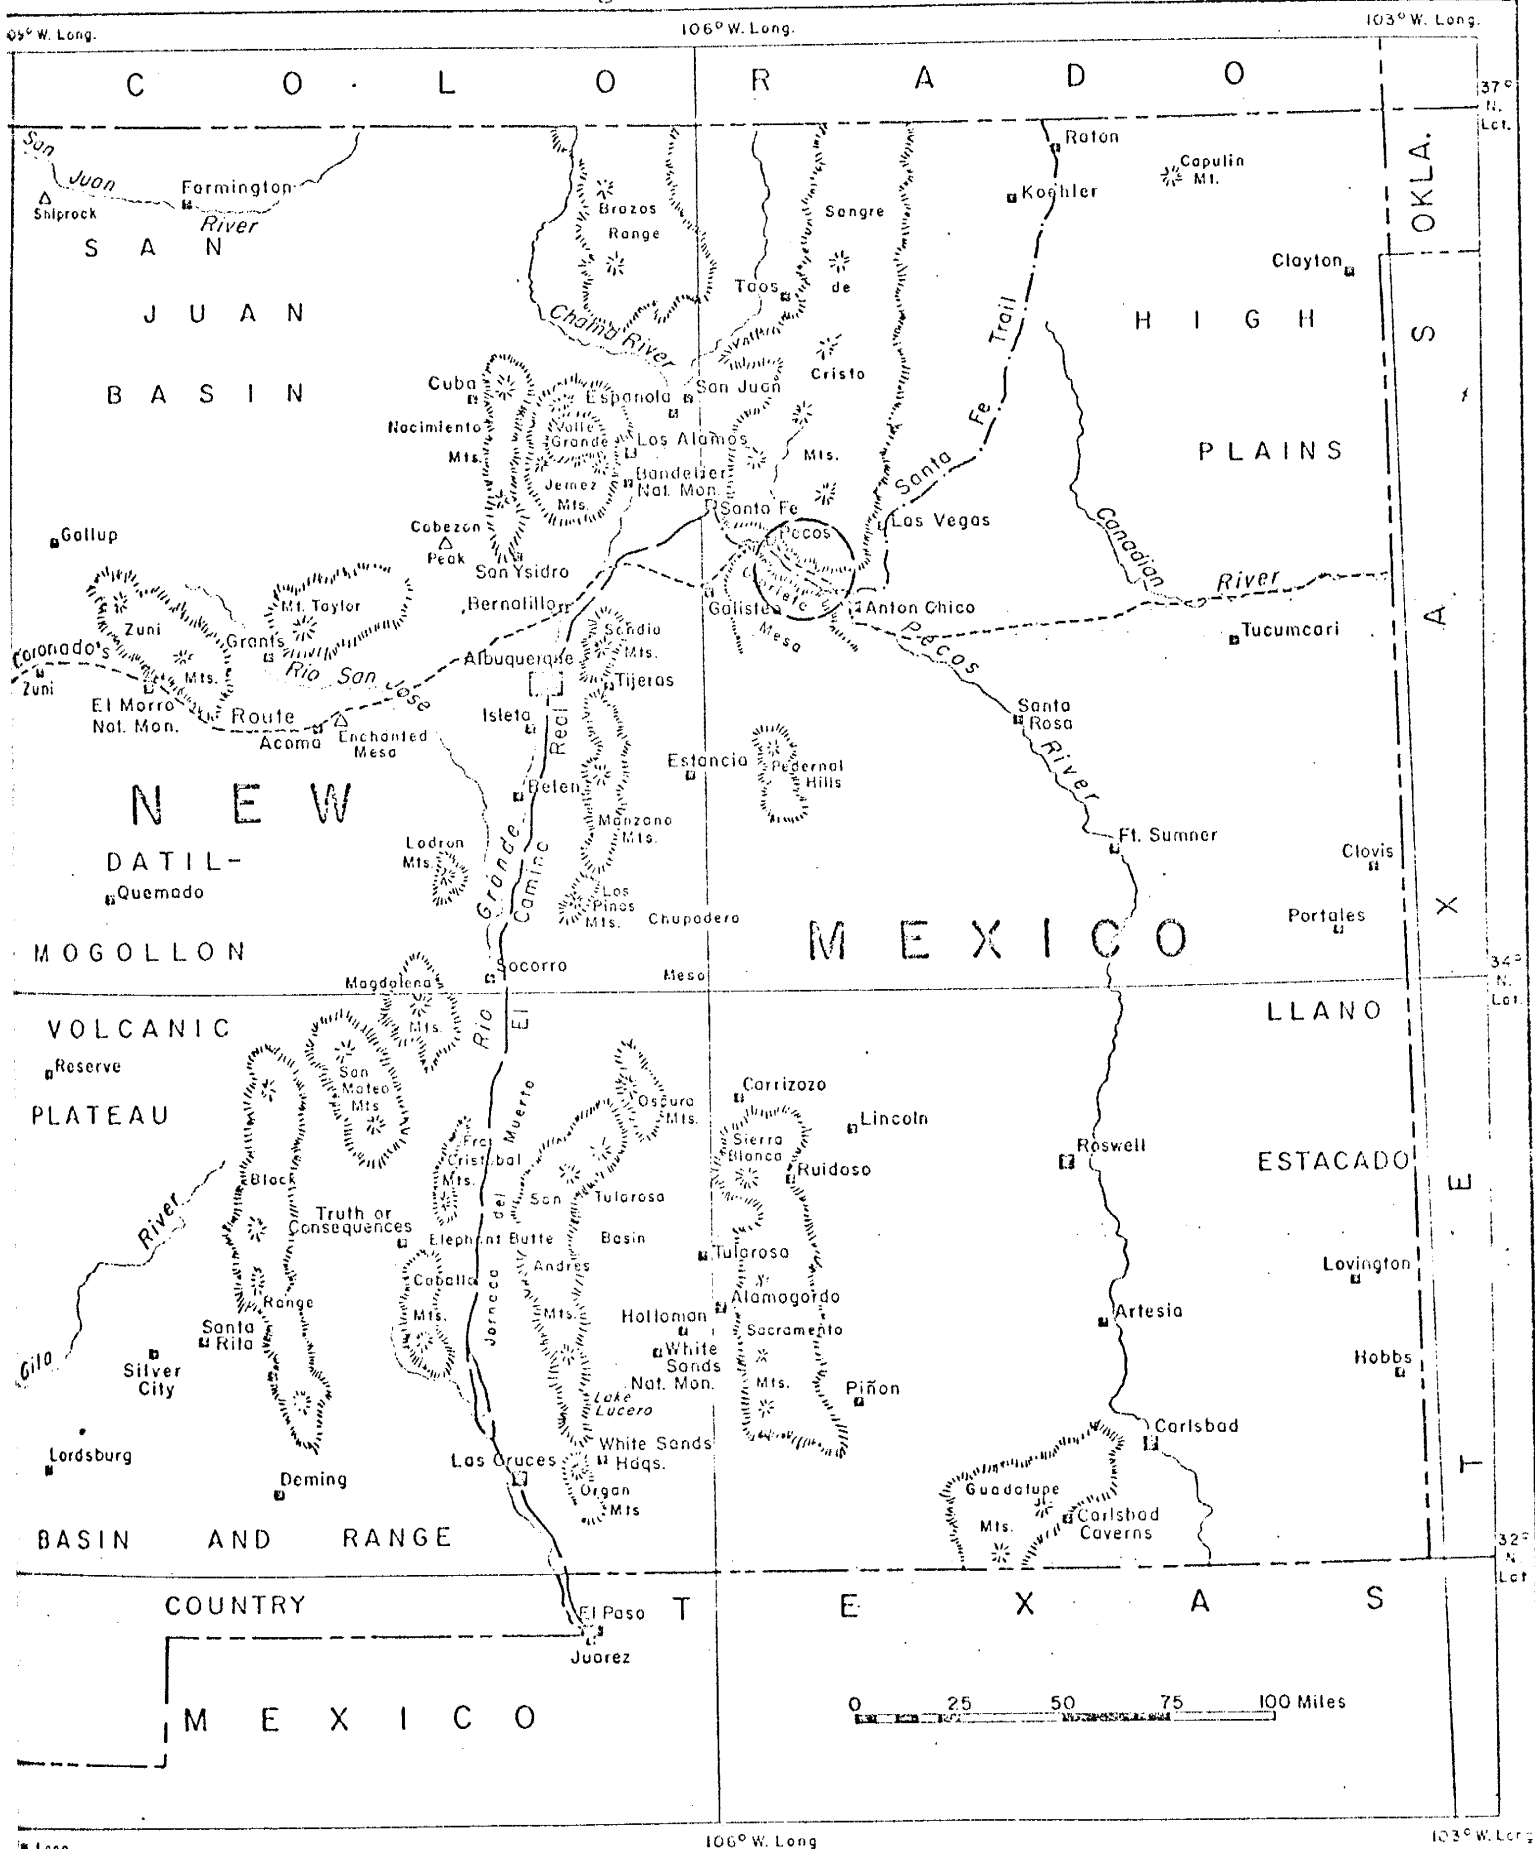 09° W. Long.
106° W. Long.
103° W. Long.
C O L O R A D O
37°
N.
Lat.
San
Juan
River
Shiprock
Farmington
Raton
Koehler
Capulin
Mt.
OKLA.
Brazos
Range
Sangre
de
Cristo
Mts.
SAN
JUAN
BASIN
Taos
Clayton
Chama River
Santa Fe Trail
HIGH
PLAINS
Cuba
Nacimiento
Mts.
Espanola
San Juan
Valle
Grande
Los Alamos
Jemez
Mts.
Bandelier
Nat. Mon.
Santa Fe
Pecos
Las Vegas
Canadian
River
Gallup
Cabezon
Peak
San Ysidro
Bernalillo
Galisteo
Glorieta
Mesa
Anton Chico
Tucumcari
Zuni
Mts.
Mt. Taylor
Grants
Rio San Jose
Coronado's
Route
Zuni
El Morro
Nat. Mon.
Acoma
Enchanted
Mesa
Albuquerque
Sandia
Mts.
Tijeras
Isleta
Pecos
River
Santa
Rosa
Estancia
Pedernal
Hills
Belen
Manzano
Mts.
NEW
MEXICO
DATIL-
MOGOLLON
VOLCANIC
PLATEAU
Quemado
Ladron
Mts.
Rio Grande
El Camino Real
Los
Pinos
Mts.
Chupadero
Mesa
Ft. Sumner
Clovis
Portales
Socorro
34°
N.
Lat.
Magdalena
Mts.
LLANO
ESTACADO
Reserve
San
Mateo
Mts
Oscura
Mts.
Carrizozo
Lincoln
Fra
Cristobal
Mts.
Jornada del Muerto
Sierra
Blanca
Ruidoso
Roswell
Black
Range
San
Andres
Mts.
Tularosa
Basin
Gila
River
Truth or
Consequences
Elephant Butte
Tularosa
Caballo
Mts.
Lovington
Alamogordo
Holloman
Sacramento
Mts.
Artesia
Santa
Rita
Silver
City
White
Sands
Nat. Mon.
Hobbs
Lake
Lucero
Piñon
Carlsbad
Lordsburg
Deming
Las Cruces
White Sands
Hdqs.
Organ
Mts
Guadalupe
Mts.
Carlsbad
Caverns
BASIN AND RANGE
COUNTRY
32°
N.
Lat
T E X A S
T E X A S
El Paso
Juarez
M E X I C O
0 25 50 75 100 Miles
106° W. Long
103° W. Long